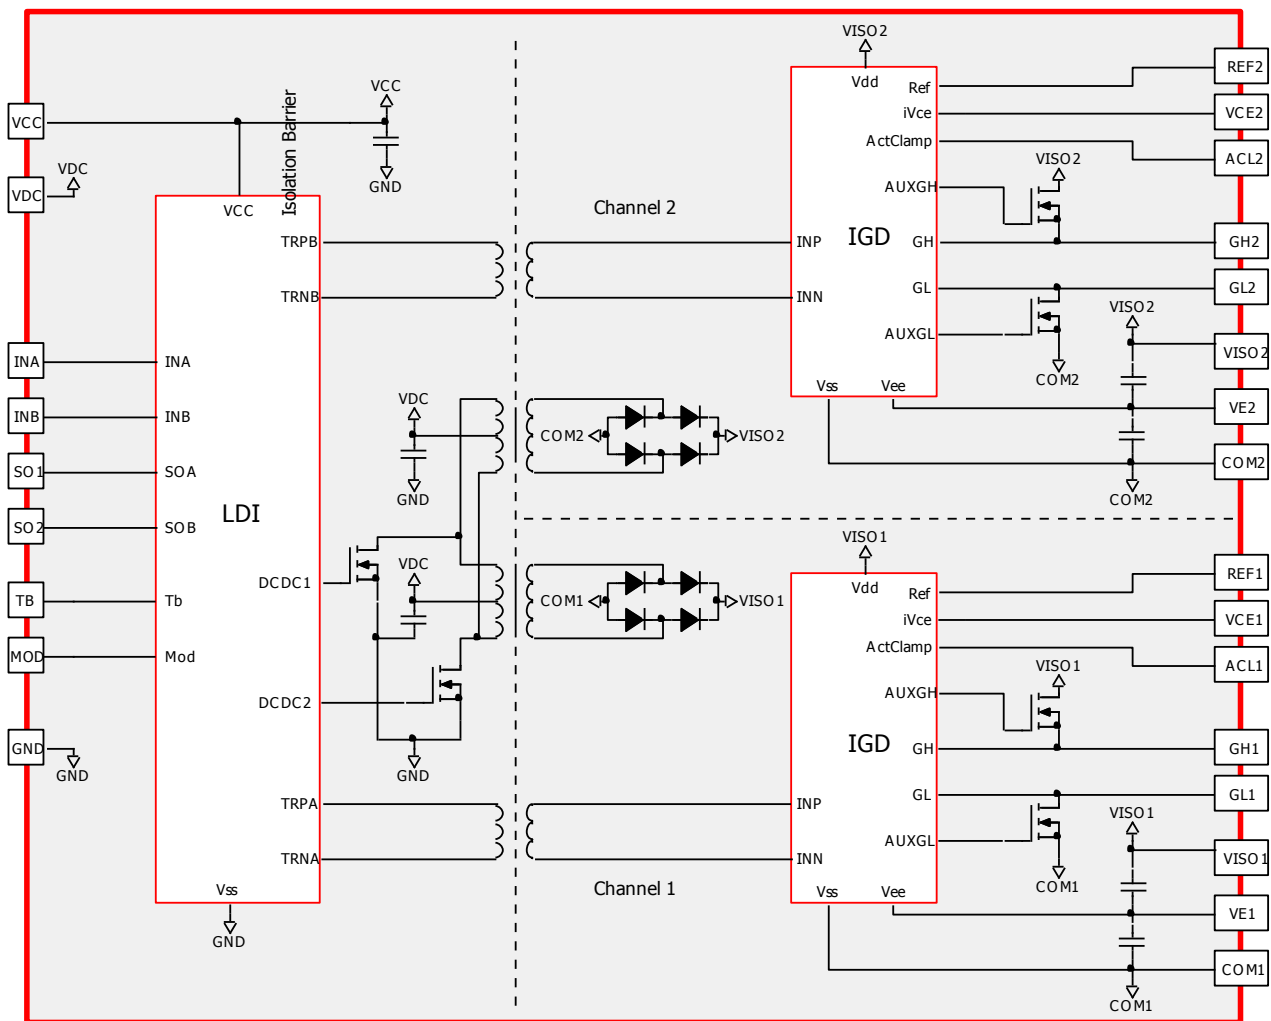 VISO2
REF2
Vdd
Ref
VCC
VCC
iVce
VCE2
Isolation Barrier
ActClamp
ACL2
VISO2
VDC
VDC
GND
AUXGH
VCC
Channel 2
TRPB
INP
IGD
GH
GH2
TRNB
INN
GL
GL2
VISO2
AUXGL
VISO2
INA
INA
COM2
Vss
Vee
VDC
VE2
INB
INB
COM2
VISO2
SO1
SOA
COM2
GND
COM2
LDI
SO2
SOB
VISO1
VDC
REF1
DCDC1
Vdd
Ref
TB
Tb
COM1
VISO1
iVce
VCE1
MOD
Mod
ActClamp
ACL1
VISO1
AUXGH
DCDC2
GND
IGD
GH
GH1
GND
GND
GL
GL1
TRPA
INP
VISO1
AUXGL
TRNA
INN
VISO1
COM1
Vss
Channel 1
Vss
Vee
VE1
GND
COM1
COM1